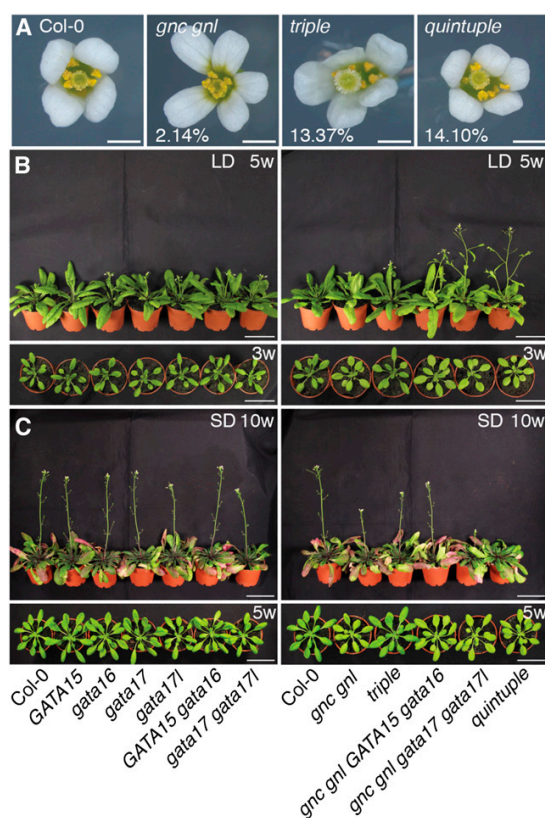 A Col-0 gnc gnl triple quintuple
2.14% 13.37% 14.10%
B LD 5w LD 5w
3w 3w
C SD 10w SD 10w
5w 5w
Col-0
GATA15
gata16
gata17
gata17l
GATA15 gata16
gata17 gata17l
Col-0
gnc gnl
triple
gnc gnl GATA15 gata16
gnc gnl gata17 gata17l
quintuple